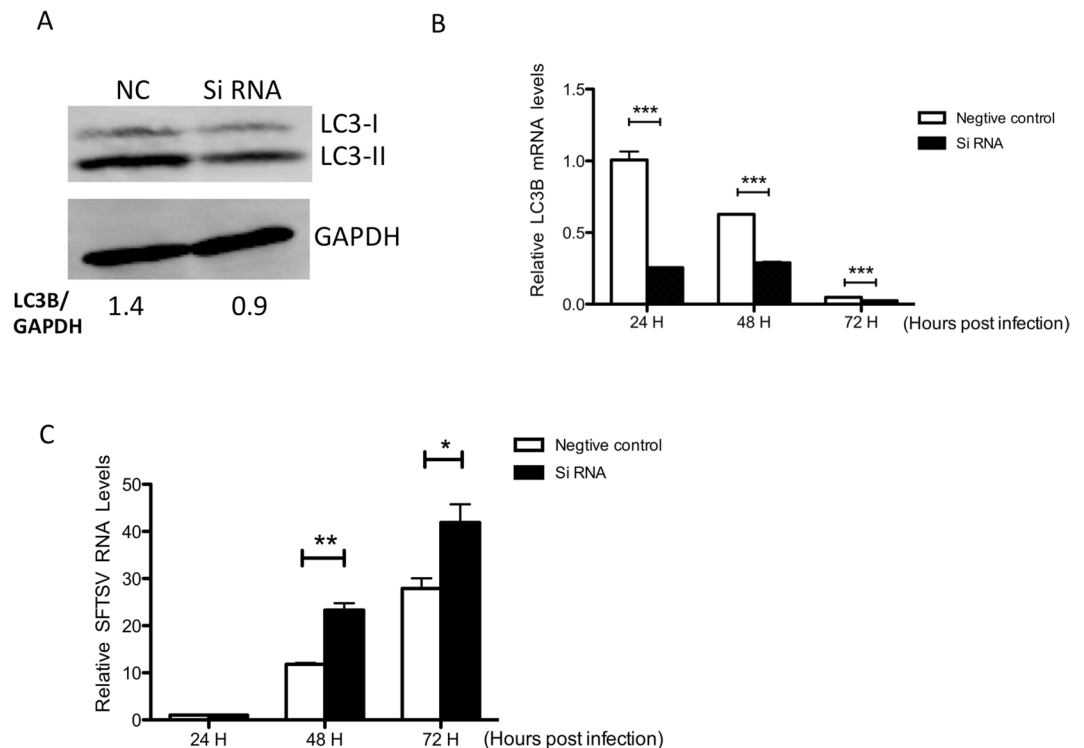 A
NC Si RNA
LC3-I
LC3-II
GAPDH
LC3B/
GAPDH 1.4 0.9
B
Relative LC3B mRNA levels
1.5
1.0
0.5
0.0
***
***
***
24 H 48 H 72 H (Hours post infection)
Negtive control
Si RNA
C
Relative SFTSV RNA Levels
50
40
30
20
10
0
**
*
24 H 48 H 72 H (Hours post infection)
Negtive control
Si RNA